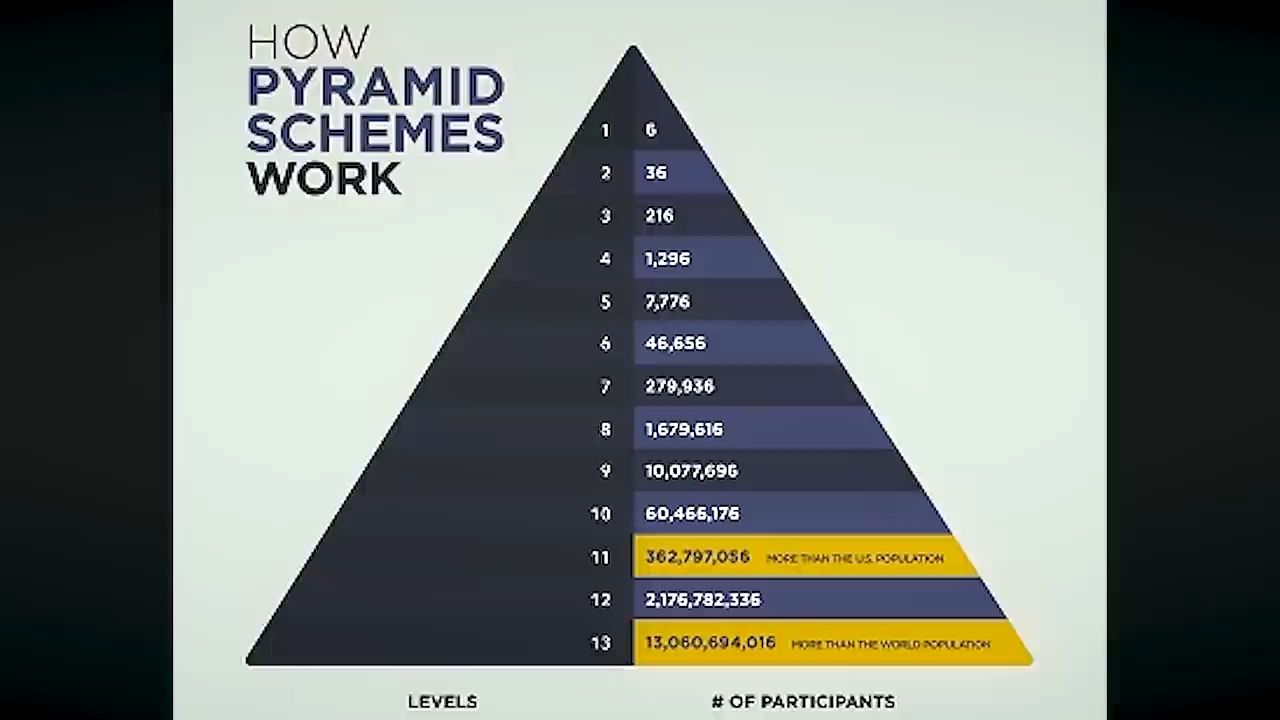 HOW
PYRAMID
SCHEMES
WORK
1 6
2 36
3 216
4 1,296
5 7,776
6 46,656
7 279,936
8 1,679,616
9 10,077,696
10 60,466,176
11 362,797,056 MORE THAN THE U.S. POPULATION
12 2,176,782,336
13 13,060,694,016 MORE THAN THE WORLD POPULATION
LEVELS # OF PARTICIPANTS